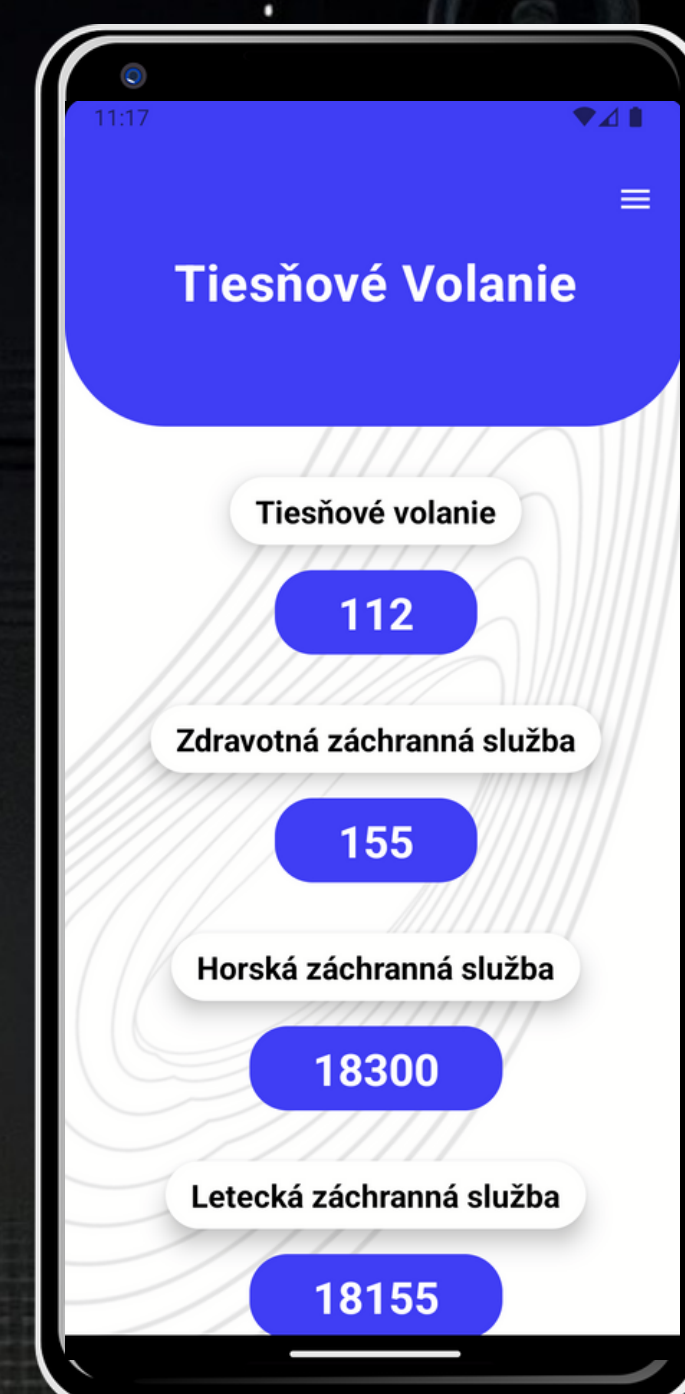 11:17
Tiesňové Volanie
Tiesňové volanie
112
Zdravotná záchranná služba
155
Horská záchranná služba
18300
Letecká záchranná služba
18155